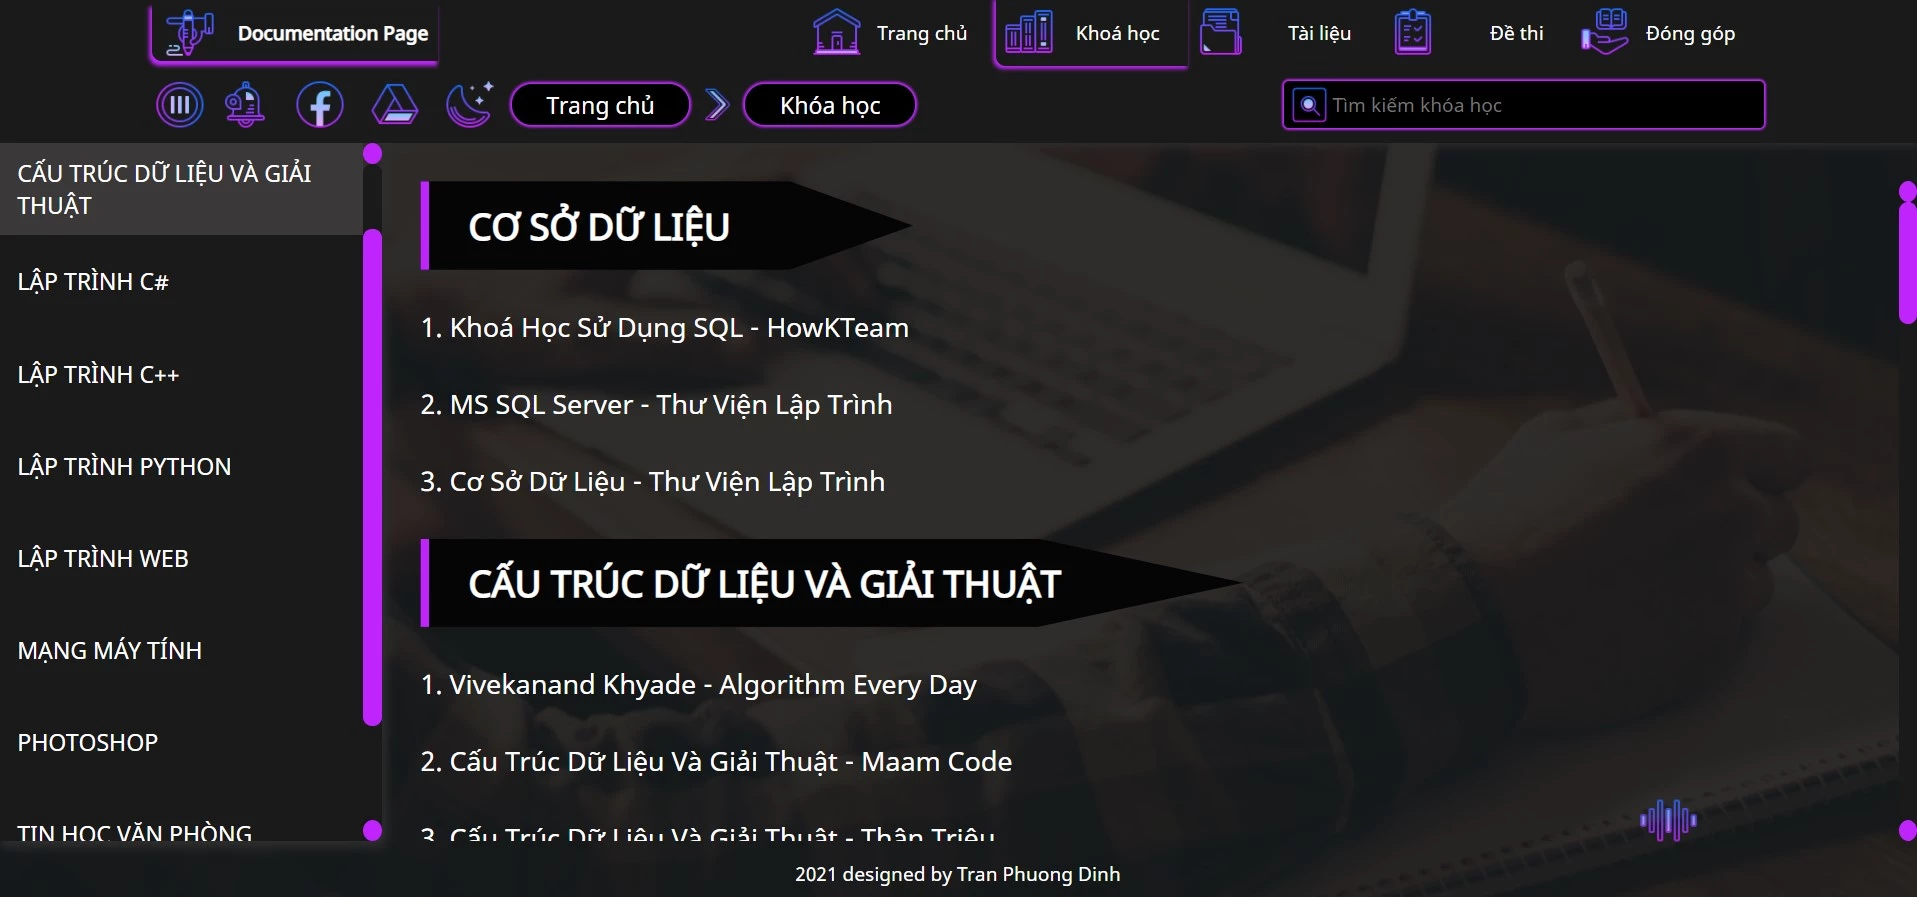 Documentation Page
Trang chủ
Khoá học
Tài liệu
Đề thi
Đóng góp
Trang chủ
Khóa học
Tìm kiếm khóa học
CẤU TRÚC DỮ LIỆU VÀ GIẢI
THUẬT
LẬP TRÌNH C#
LẬP TRÌNH C++
LẬP TRÌNH PYTHON
LẬP TRÌNH WEB
MẠNG MÁY TÍNH
PHOTOSHOP
TIN HỌC VĂN PHÒNG
CƠ SỞ DỮ LIỆU
1. Khoá Học Sử Dụng SQL - HowKTeam
2. MS SQL Server - Thư Viện Lập Trình
3. Cơ Sở Dữ Liệu - Thư Viện Lập Trình
CẤU TRÚC DỮ LIỆU VÀ GIẢI THUẬT
1. Vivekanand Khyade - Algorithm Every Day
2. Cấu Trúc Dữ Liệu Và Giải Thuật - Maam Code
3. Cấu Trúc Dữ Liệu Và Giải Thuật - Thân Triệu
2021 designed by Tran Phuong Dinh